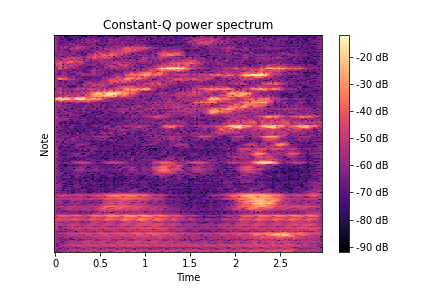 Constant-Q power spectrum
Note
0
0.5
1
1.5
2
2.5
Time
-20 dB
-30 dB
-40 dB
-50 dB
-60 dB
-70 dB
-80 dB
-90 dB